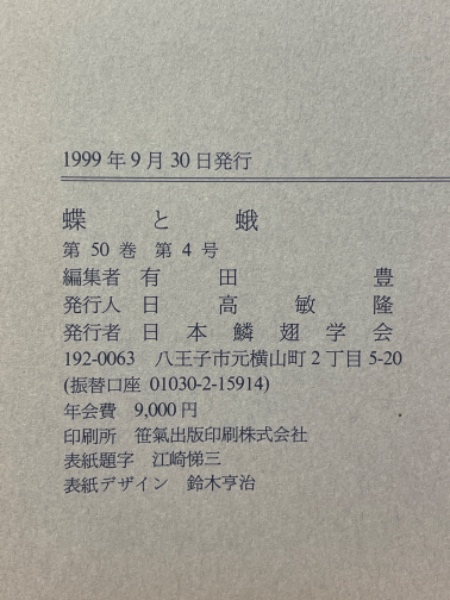 1999年9月30日発行
蝶と蛾
第 50 巻 第 4 号
編集者 有田豊
発行人 日高敏隆
発行者 日本鱗翅学会
192-0063 八王子市元横山町2丁目5-20
(振替口座 01030-2-15914)
年会費 9,000円
印刷所 笹氣出版印刷株式会社
表紙題字 江崎悌三
表紙デザイン 鈴木亨治